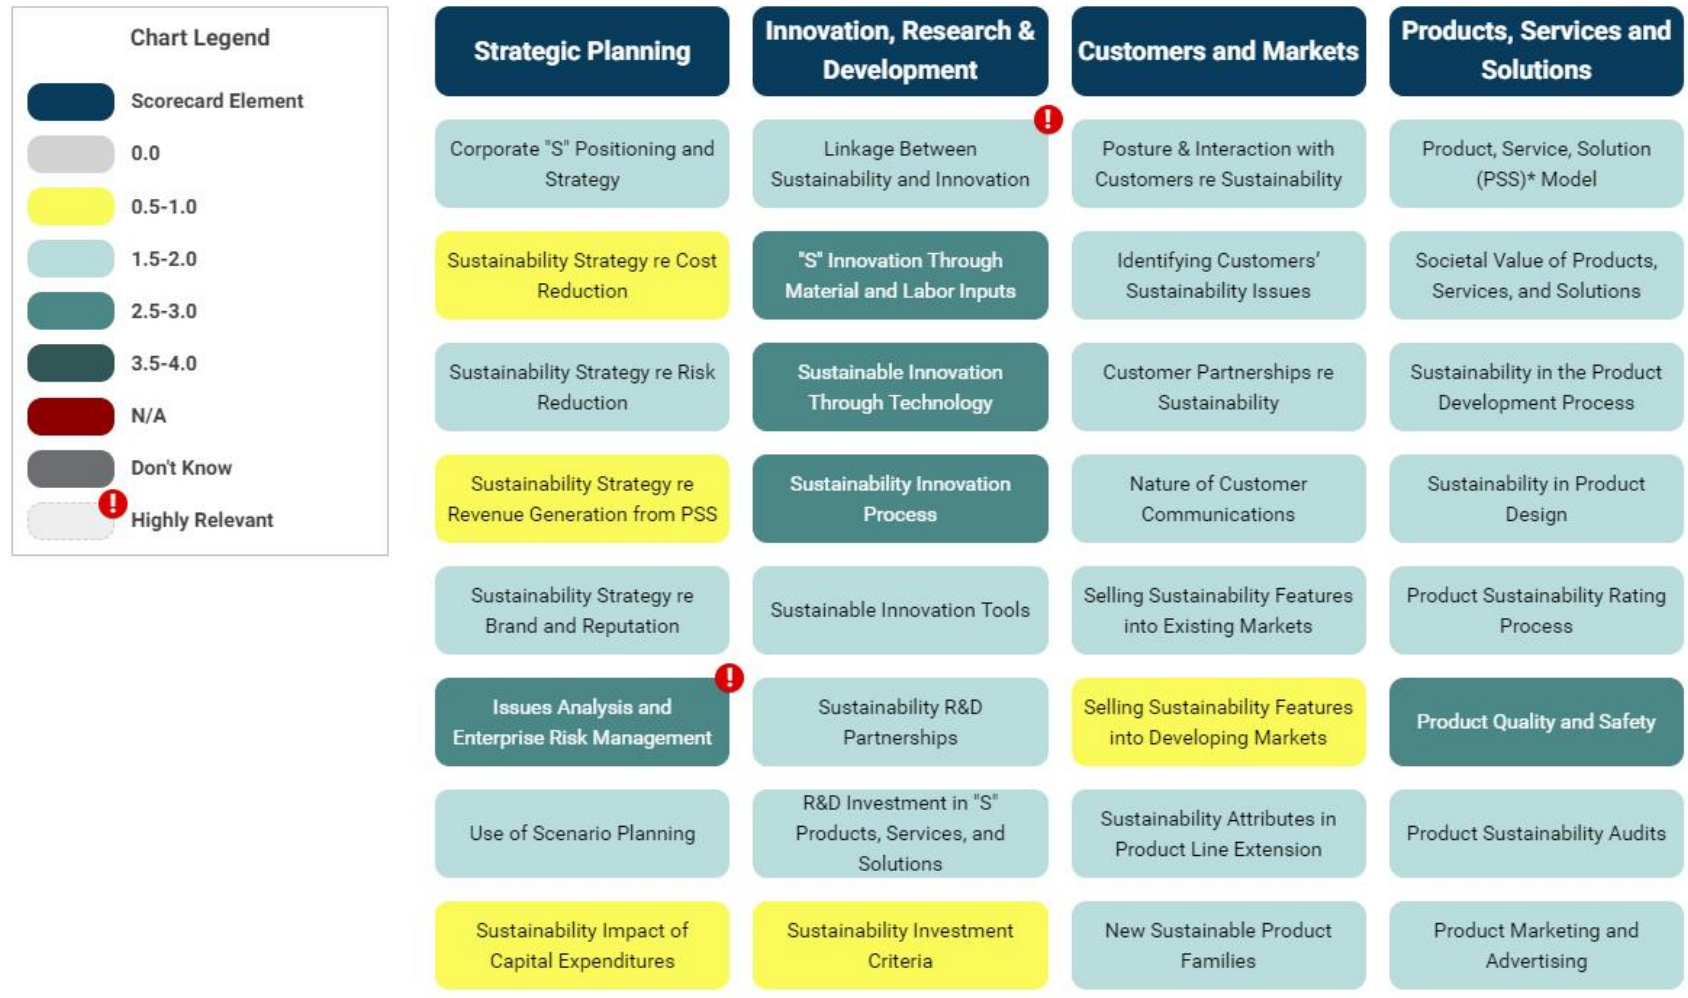 Chart Legend
Scorecard Element
0.0
0.5-1.0
1.5-2.0
2.5-3.0
3.5-4.0
N/A
Don't Know
!
Highly Relevant
Strategic Planning
Corporate "S" Positioning and
Strategy
Sustainability Strategy re Cost
Reduction
Sustainability Strategy re Risk
Reduction
Sustainability Strategy re
Revenue Generation from PSS
Sustainability Strategy re
Brand and Reputation
!
Issues Analysis and
Enterprise Risk Management
Use of Scenario Planning
Sustainability Impact of
Capital Expenditures
Innovation, Research &
Development
!
Linkage Between
Sustainability and Innovation
"S" Innovation Through
Material and Labor Inputs
Sustainable Innovation
Through Technology
Sustainability Innovation
Process
Sustainable Innovation Tools
Sustainability R&D
Partnerships
R&D Investment in "S"
Products, Services, and
Solutions
Sustainability Investment
Criteria
Customers and Markets
Posture & Interaction with
Customers re Sustainability
Identifying Customers’
Sustainability Issues
Customer Partnerships re
Sustainability
Nature of Customer
Communications
Selling Sustainability Features
into Existing Markets
Selling Sustainability Features
into Developing Markets
Sustainability Attributes in
Product Line Extension
New Sustainable Product
Families
Products, Services and
Solutions
Product, Service, Solution
(PSS)* Model
Societal Value of Products,
Services, and Solutions
Sustainability in the Product
Development Process
Sustainability in Product
Design
Product Sustainability Rating
Process
Product Quality and Safety
Product Sustainability Audits
Product Marketing and
Advertising